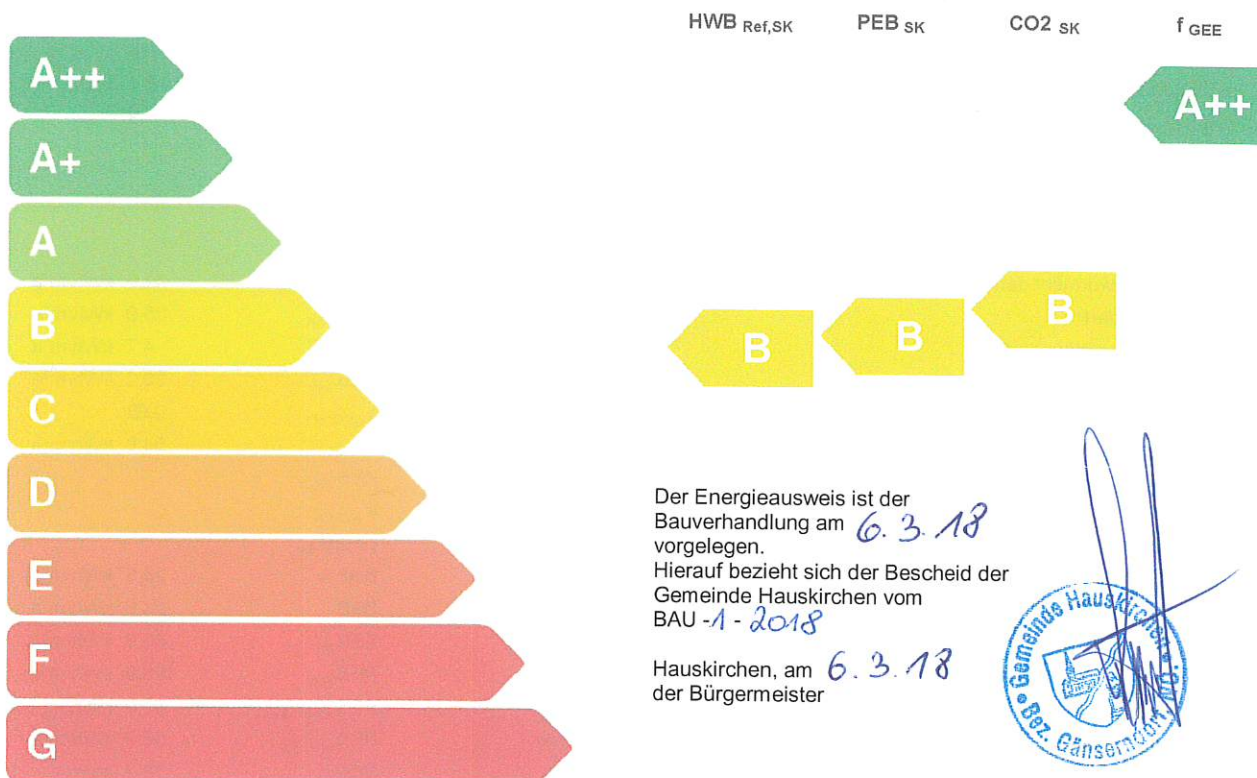 HWB Ref,SK PEB SK CO2 SK f GEE
A++
A++
A+
A
B
B B B
C
D
E
F
G
Der Energieausweis ist der
Bauverhandlung am 6.3.18
vorgelegen.
Hierauf bezieht sich der Bescheid der
Gemeinde Hauskirchen vom
BAU -1 - 2018
Hauskirchen, am 6.3.18
der Bürgermeister
Gemeinde Hauskirchen
Bez. Gänserndorf,